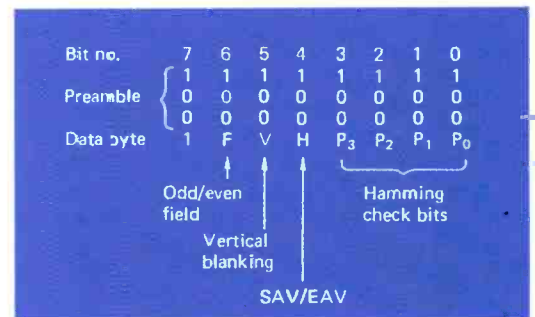 Bit no. 7 6 5 4 3 2 1 0
1 1 1 1 1 1 1 1
Preamble 0 0 0 0 0 0 0 0
0 0 0 0 0 0 0 0
Data byte 1 F V H P₃ P₂ P₁ P₀
Odd/even Hamming
field check bits
Vertical
blanking
SAV/EAV